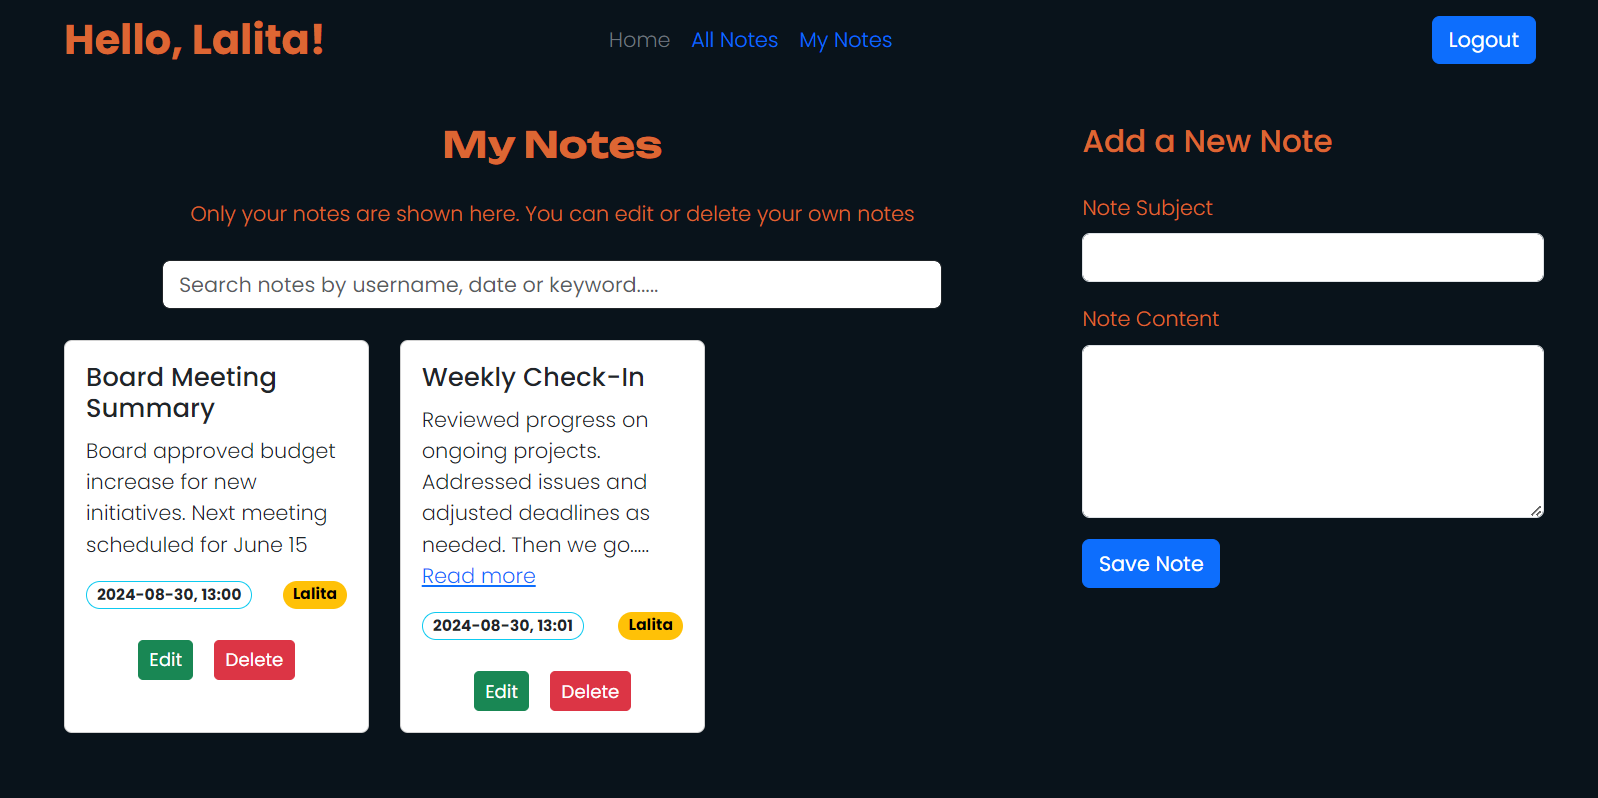 Hello, Lalita!
Home All Notes My Notes
Logout
My Notes
Only your notes are shown here. You can edit or delete your own notes
Search notes by username, date or keyword.....
Board Meeting
Summary
Board approved budget
increase for new
initiatives. Next meeting
scheduled for June 15
2024-08-30, 13:00 Lalita
Edit Delete
Weekly Check-In
Reviewed progress on
ongoing projects.
Addressed issues and
adjusted deadlines as
needed. Then we go.....
Read more
2024-08-30, 13:01 Lalita
Edit Delete
Add a New Note
Note Subject
Note Content
Save Note